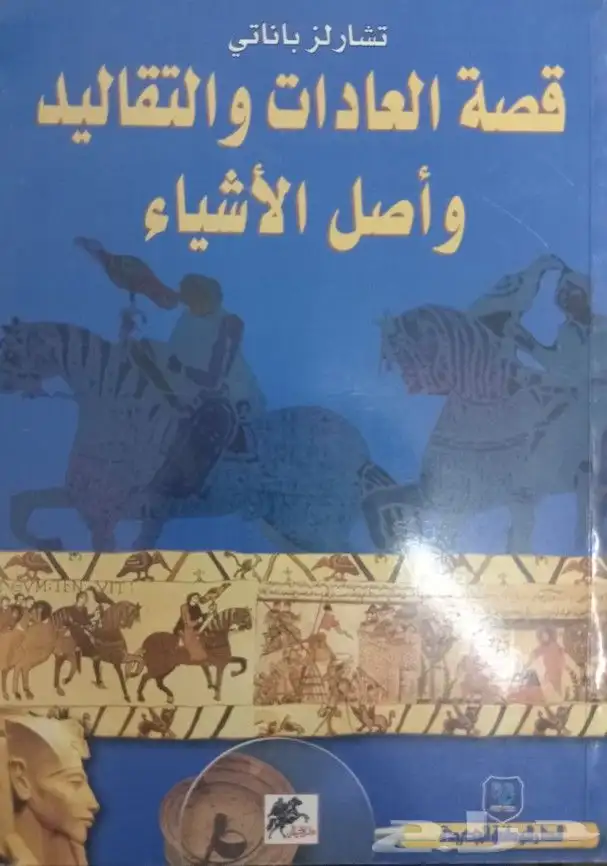 تشارلز باناتي
قصة العادات والتقاليد
وأصل الأشياء